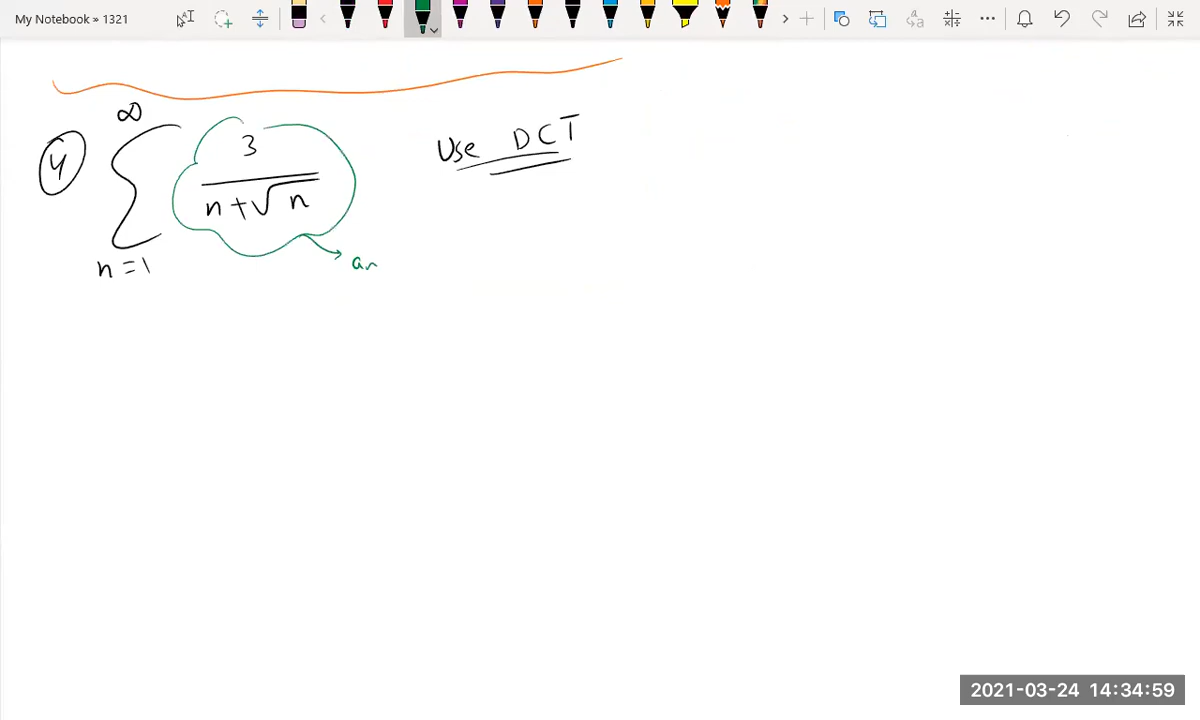 My Notebook » 1321
④ ∞ Σ n=1 3/(n+√n) Use DCT
an
2021-03-24 14:34:59